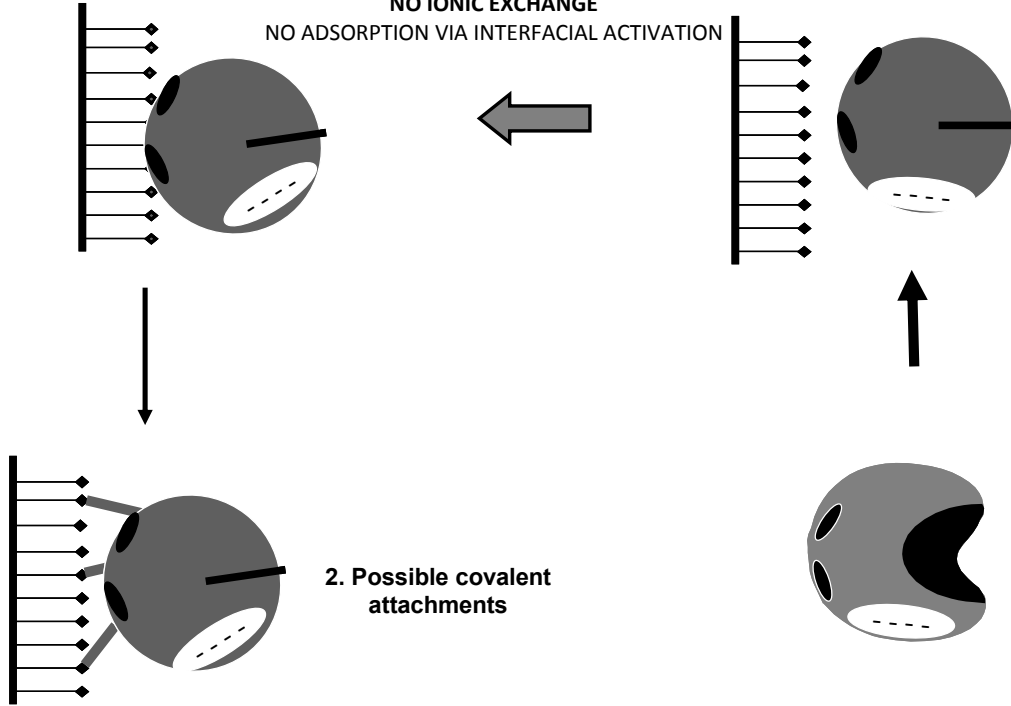 NO IONIC EXCHANGE
NO ADSORPTION VIA INTERFACIAL ACTIVATION
2. Possible covalent
attachments